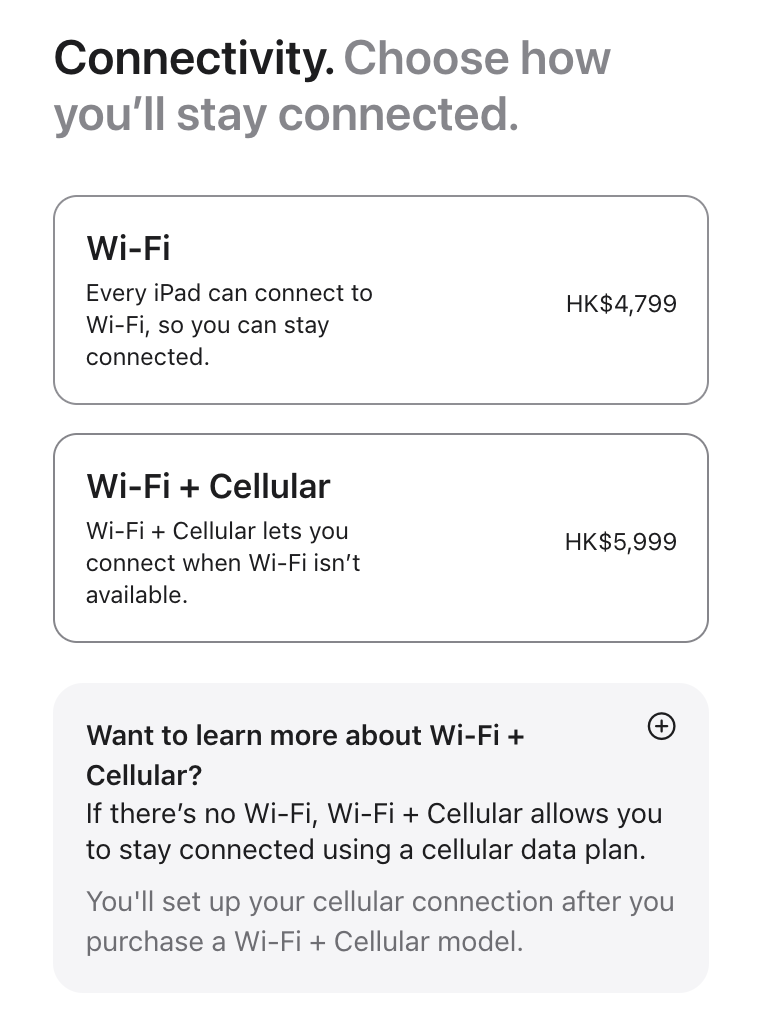 Connectivity. Choose how
you’ll stay connected.
Wi-Fi
Every iPad can connect to
Wi-Fi, so you can stay
connected.
HK$4,799
Wi-Fi + Cellular
Wi-Fi + Cellular lets you
connect when Wi-Fi isn’t
available.
HK$5,999
Want to learn more about Wi-Fi +
Cellular?
If there’s no Wi-Fi, Wi-Fi + Cellular allows you
to stay connected using a cellular data plan.
You'll set up your cellular connection after you
purchase a Wi-Fi + Cellular model.